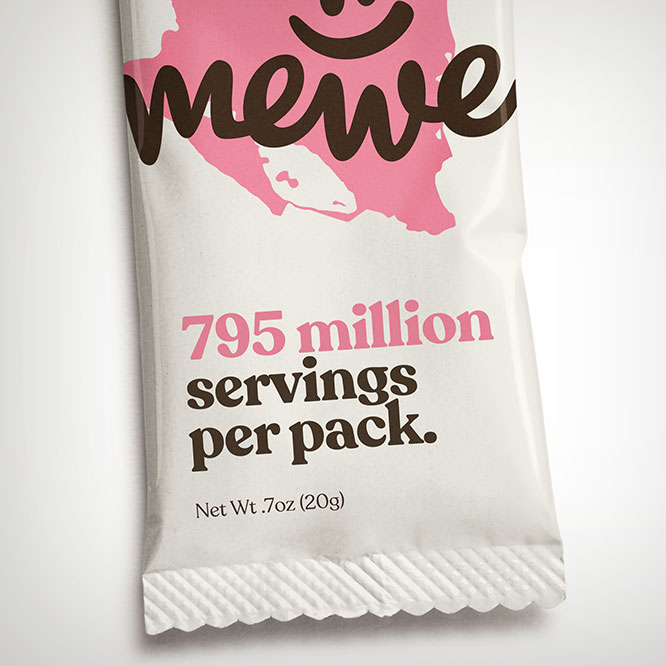 mewe
795 million
servings
per pack.
Net Wt .7oz (20g)